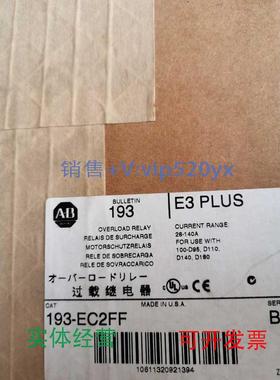 销售+V:vip520yx
AB
BULLETIN
193
E3 PLUS
OVERLOAD RELAY
RELAIS DE SURCHARGE
MOTORSCHUTZRELAIS
RELE DE SOBRECARGA
RELE DE SOVRACCARICO
CURRENT RANGE
28-140A
FOR USE WITH
100-D95, D110,
D140, D180
オーバーロードリレー
过载继电器
UL
CAT
MADE IN U.S.A.
SER
193-EC2FF
B
实体经营
可开发票
10611320921394